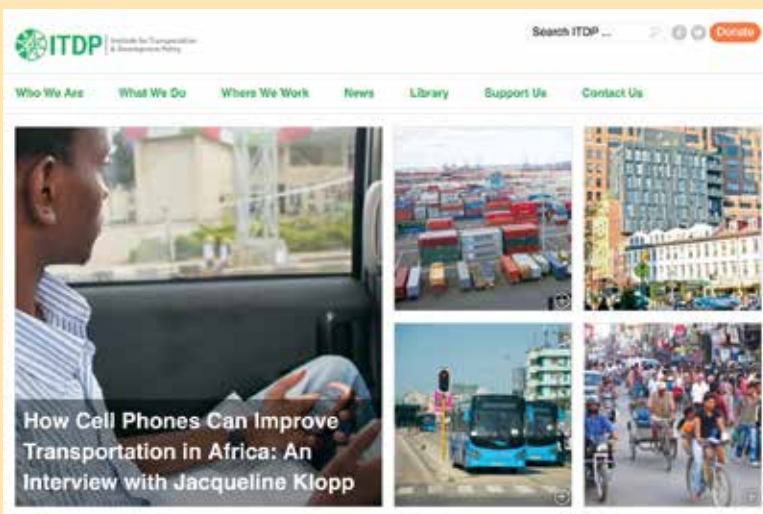 ITDP
Institute for Transportation
& Development Policy
Search ITDP ...
Donate
Who We Are What We Do Where We Work News Library Support Us Contact Us
How Cell Phones Can Improve
Transportation in Africa: An
Interview with Jacqueline Klopp